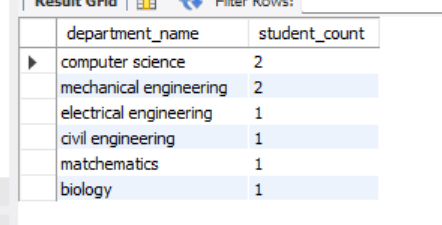 Result Grid Filter Rows:
department_name student_count
computer science 2
mechanical engineering 2
electrical engineering 1
civil engineering 1
matchematics 1
biology 1